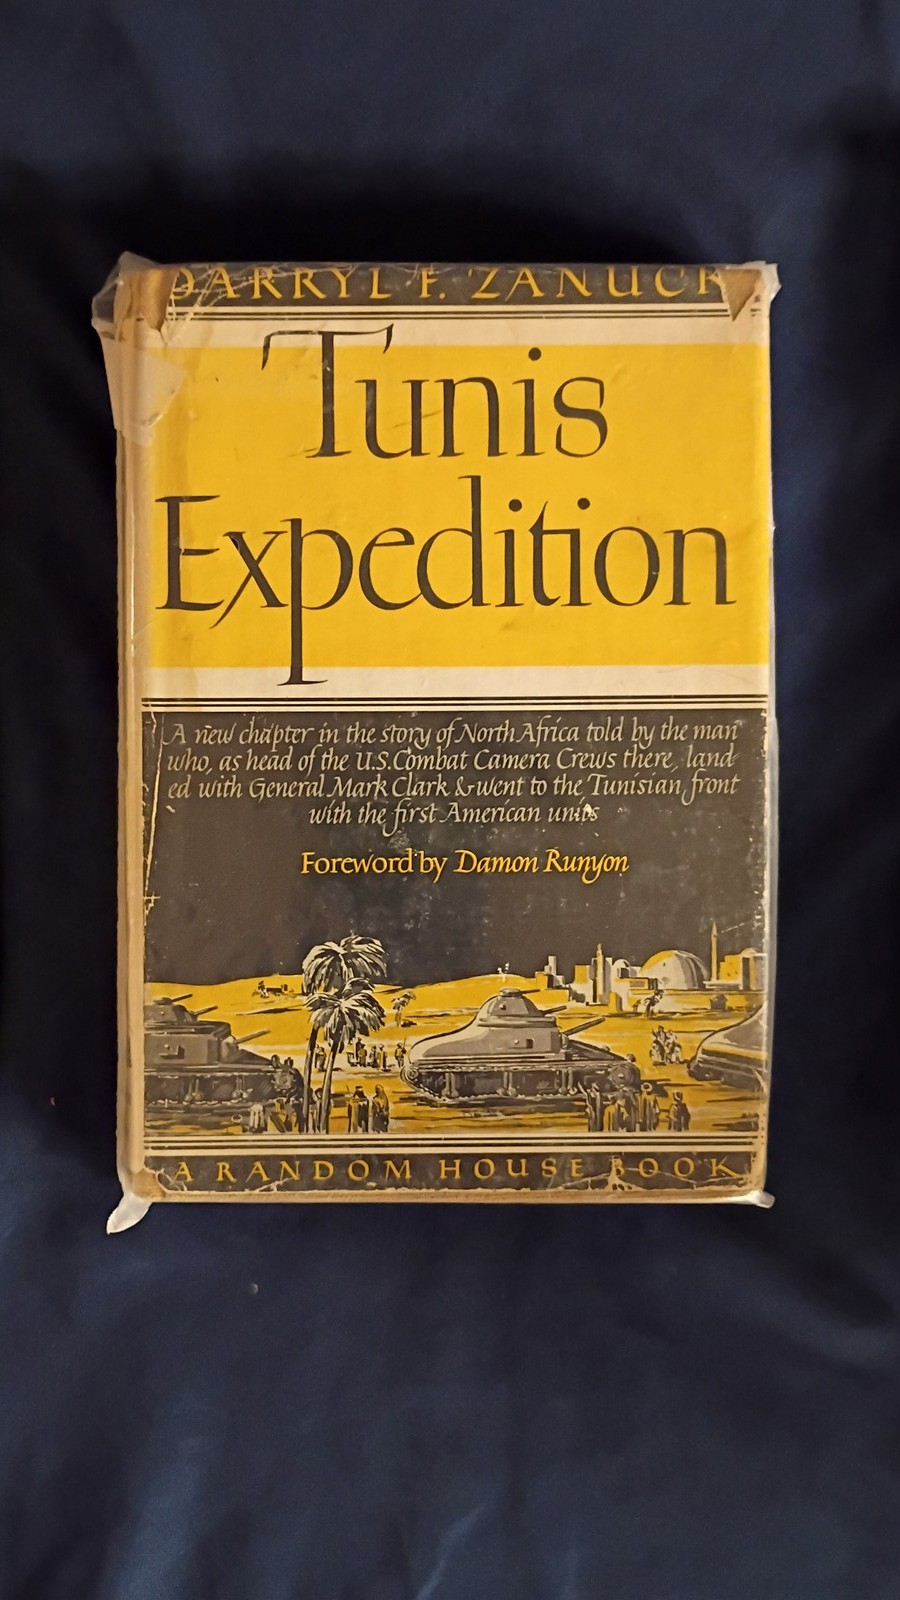 DARRYL F. ZANUCK
Tunis
Expedition
A new chapter in the story of North Africa told by the man
who, as head of the U.S. Combat Camera Crews there, land-
ed with General Mark Clark & went to the Tunisian front
with the first American units
Foreword by Damon Runyon
A RANDOM HOUSE BOOK